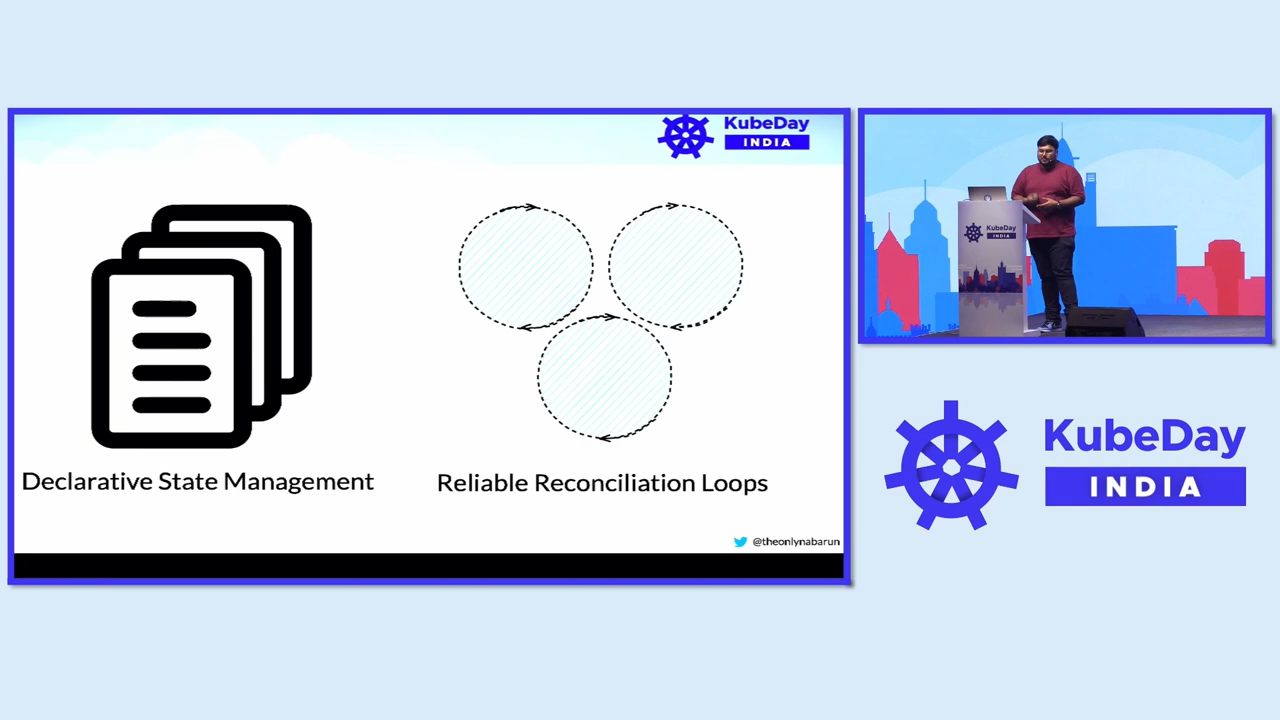 KubeDay
INDIA
Declarative State Management
Reliable Reconciliation Loops
@theonlynabarun
KubeDay
INDIA
KubeDay
INDIA